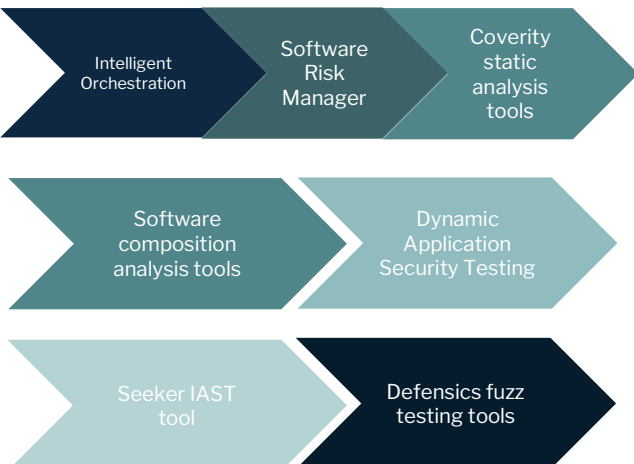 Intelligent
Orchestration
Software
Risk
Manager
Coverity
static
analysis
tools
Software
composition
analysis tools
Dynamic
Application
Security Testing
Seeker IAST
tool
Defensics fuzz
testing tools